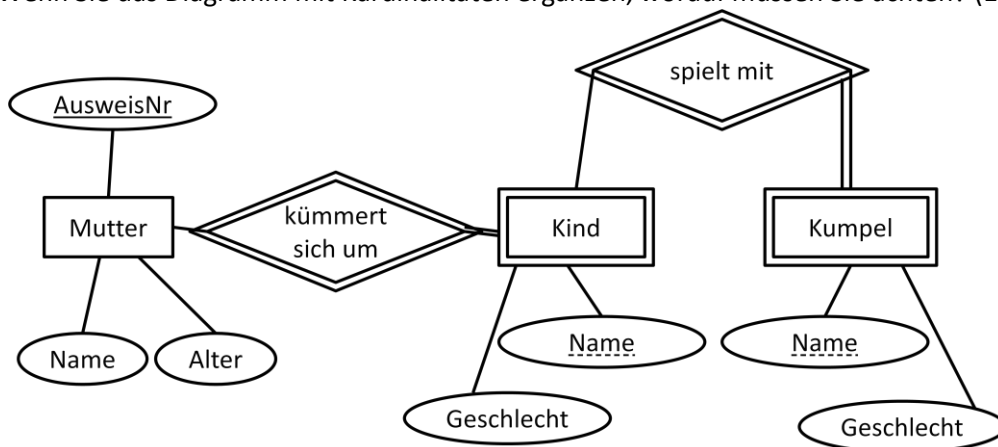 spielt mit
AusweisNr
Mutter
kümmert
sich um
Kind
Kumpel
Name
Alter
Name
Name
Geschlecht
Geschlecht